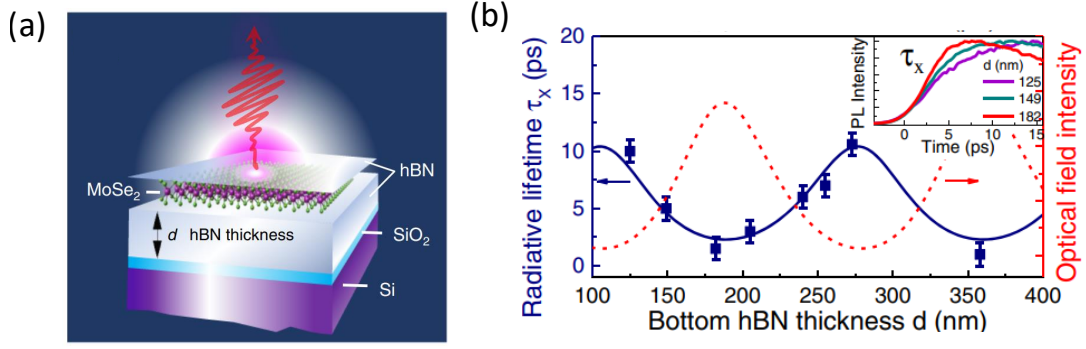 (a)
hBN
MoSe2
d hBN thickness
SiO2
Si
(b)
Radiative lifetime τx (ps)
20
15
10
5
0
100
150
200
250
300
350
400
Bottom hBN thickness d (nm)
Optical field intensity
PL Intensity
τx
d (nm)
125
149
182
0
5
10
15
Time (ps)